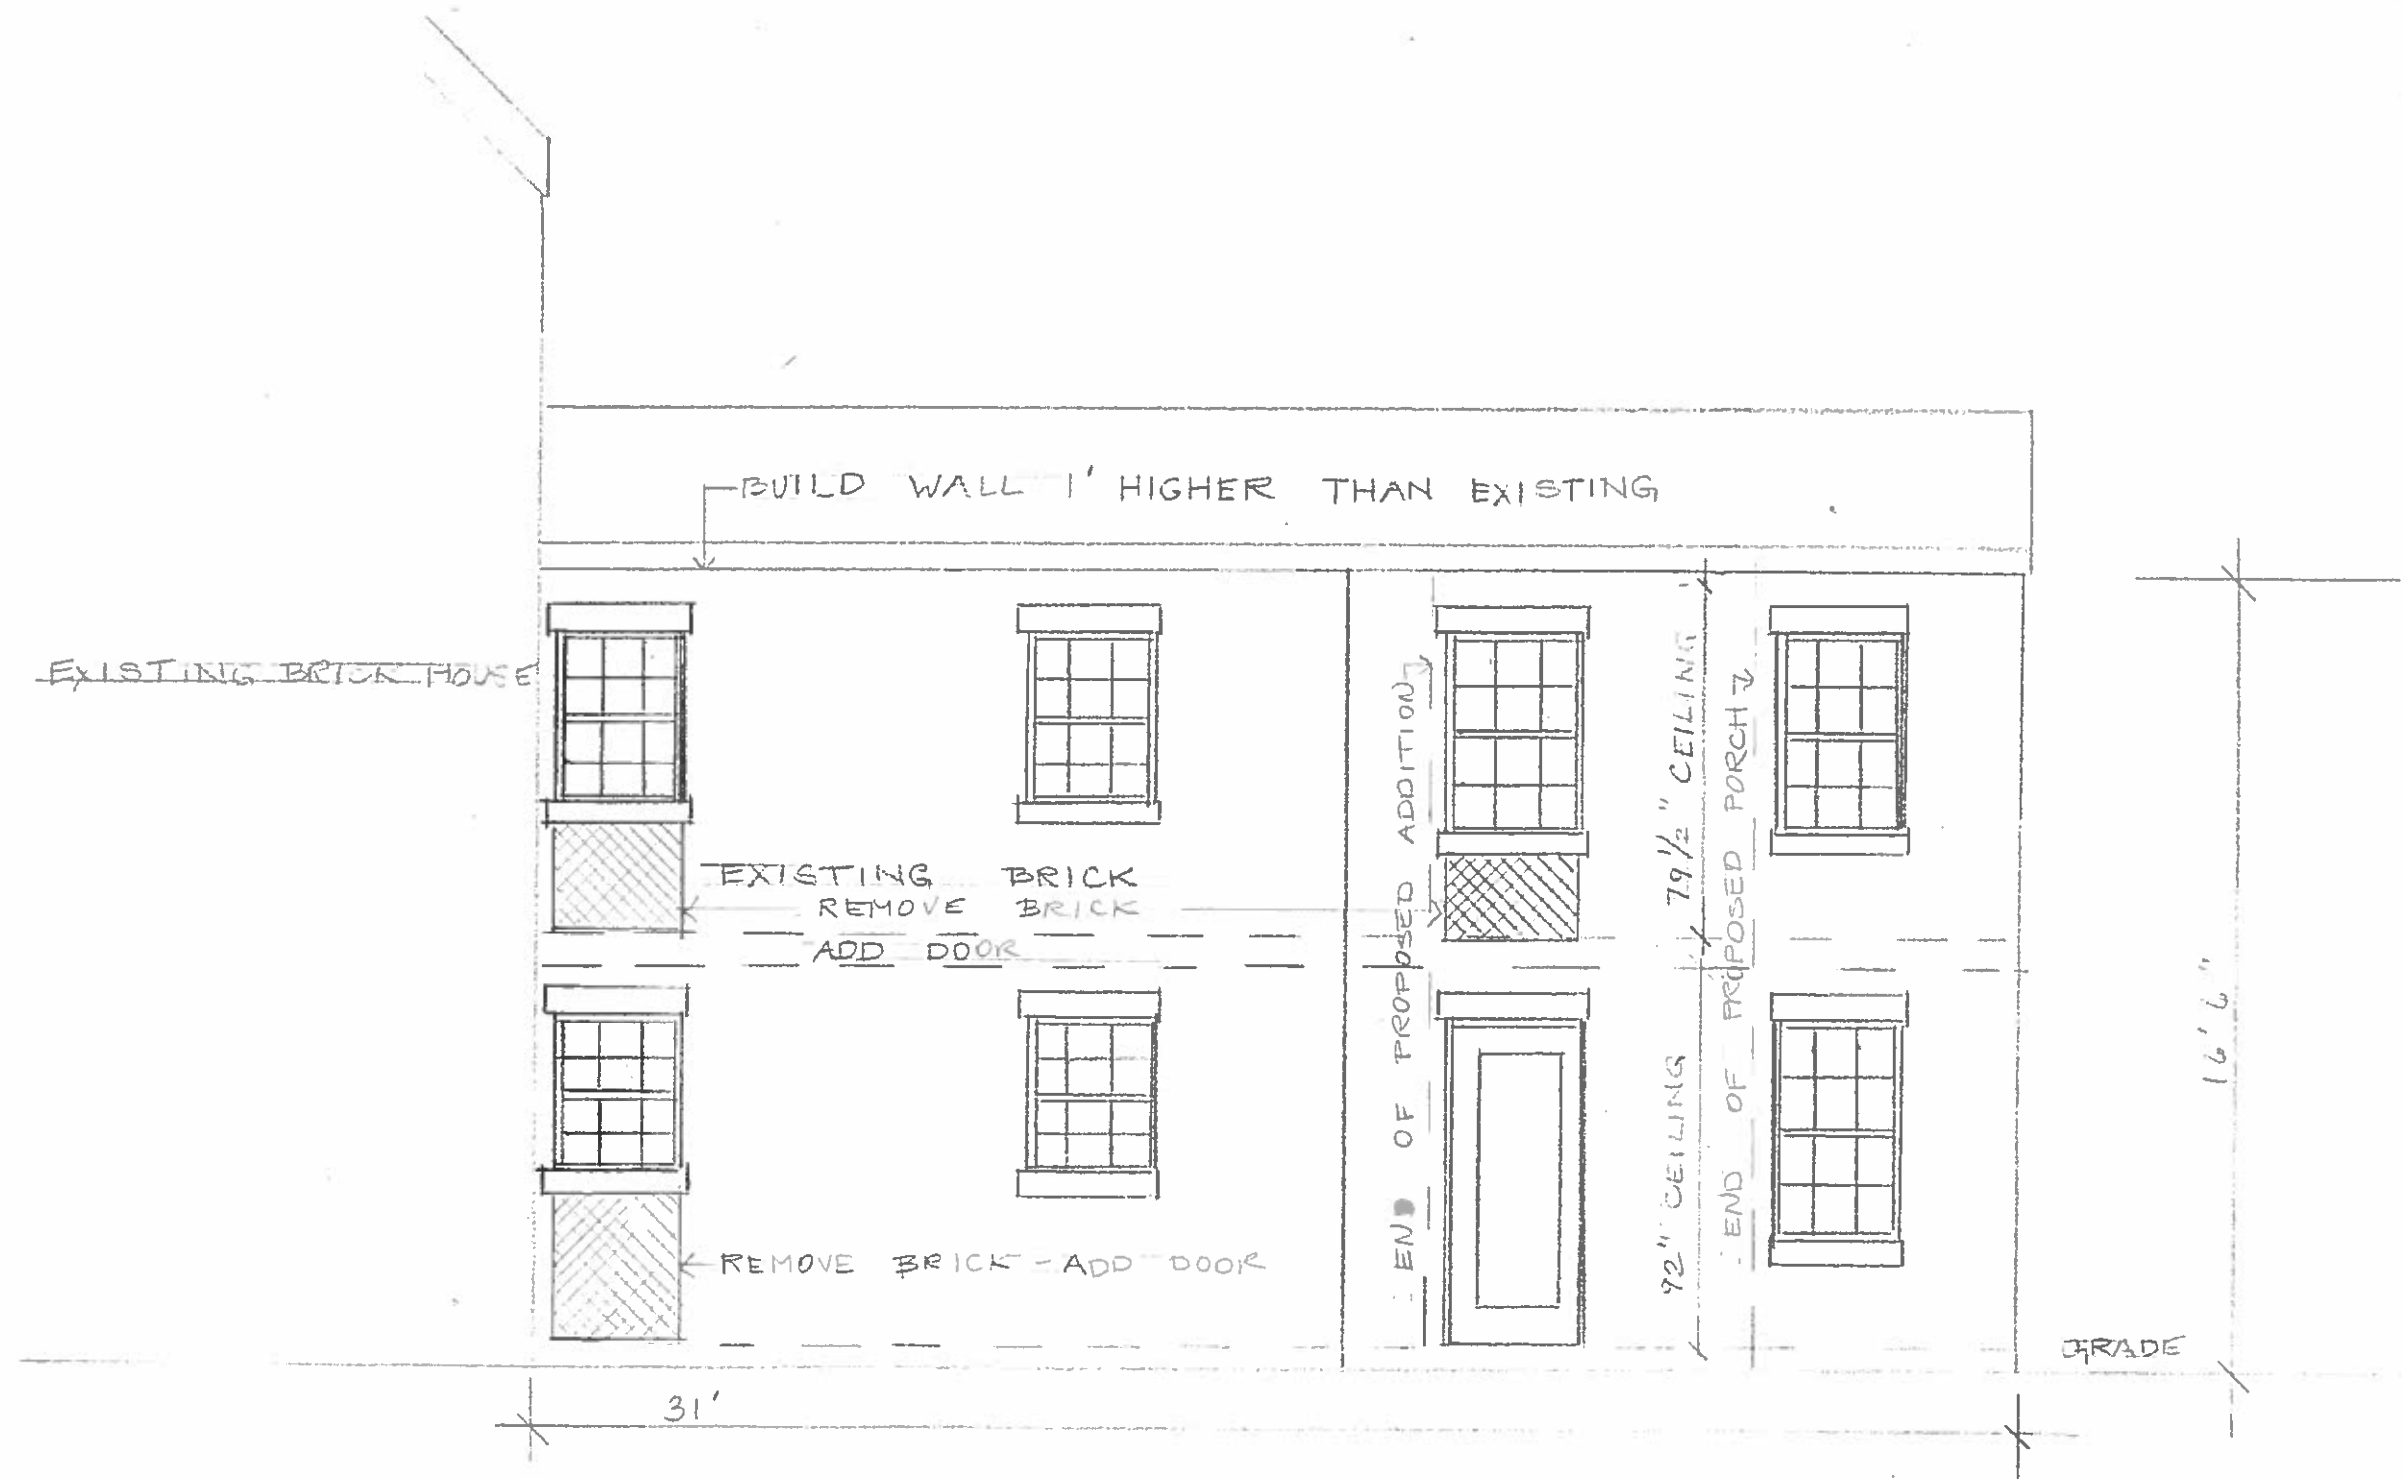 BUILD WALL 1' HIGHER THAN EXISTING
EXISTING BRICK HOUSE
EXISTING BRICK
REMOVE BRICK
ADD DOOR
REMOVE BRICK - ADD DOOR
END OF PROPOSED ADDITION
79 1/2" CEILING
92" CEILING
END OF PROPOSED PORCH
16' 6"
GRADE
31'